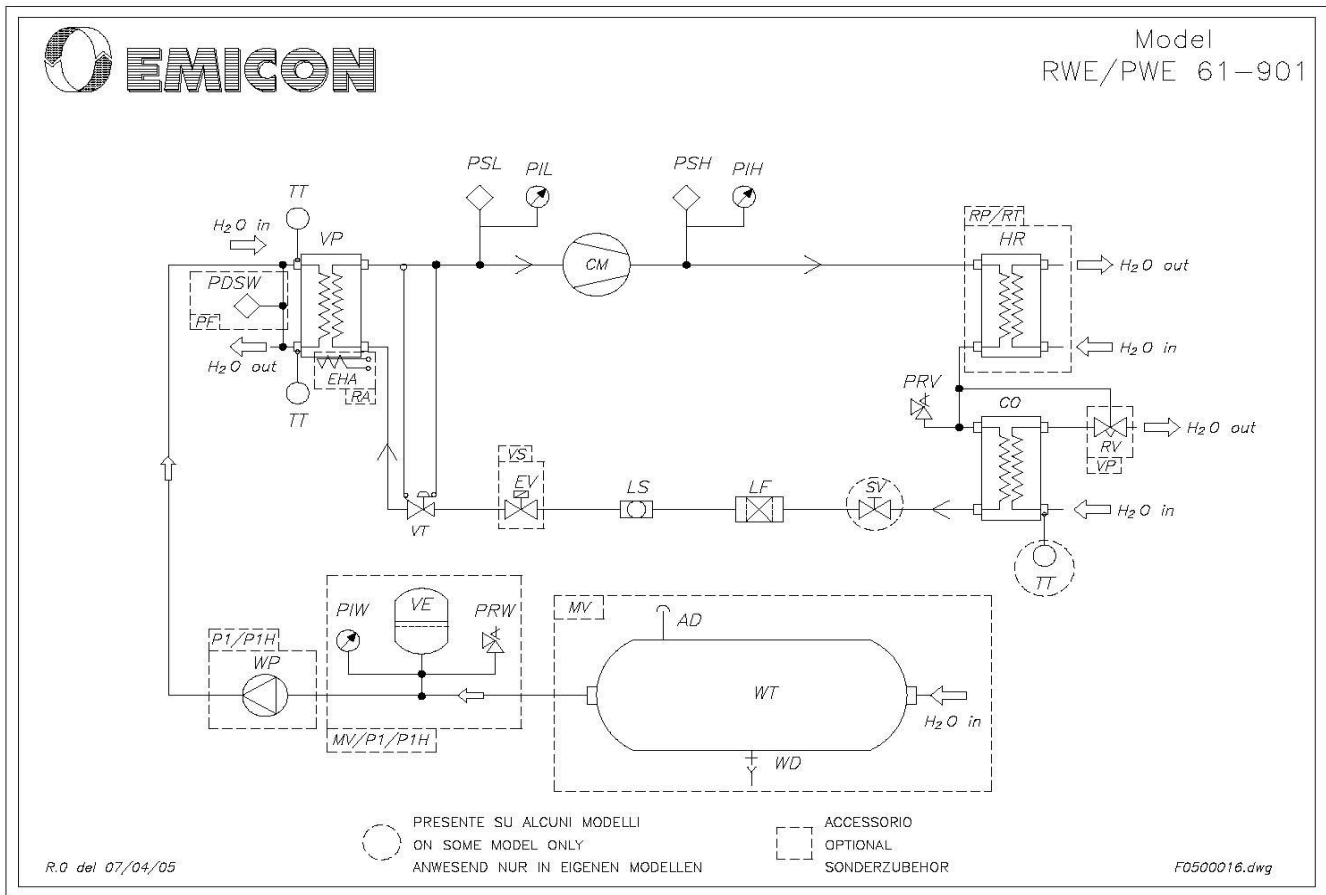 EMICON
Model
RWE/PWE 61-901
PSL
PIL
PSH
PIH
TT
H2O in
VP
RP/RT
HR
CM
H2O out
PDSW
PF
H2O out
EHA
RA
TT
H2O in
PRV
CO
RV
VP
H2O out
VS
EV
LS
LF
SV
VT
H2O in
TT
PIW
VE
PRW
MV
AD
P1/P1H
WP
WT
H2O in
MV/P1/P1H
WD
PRESENTE SU ALCUNI MODELLI
ON SOME MODEL ONLY
ANWESEND NUR IN EIGENEN MODELLEN
ACCESSORIO
OPTIONAL
SONDERZUBEHOR
R.0 del 07/04/05
F0500016.dwg